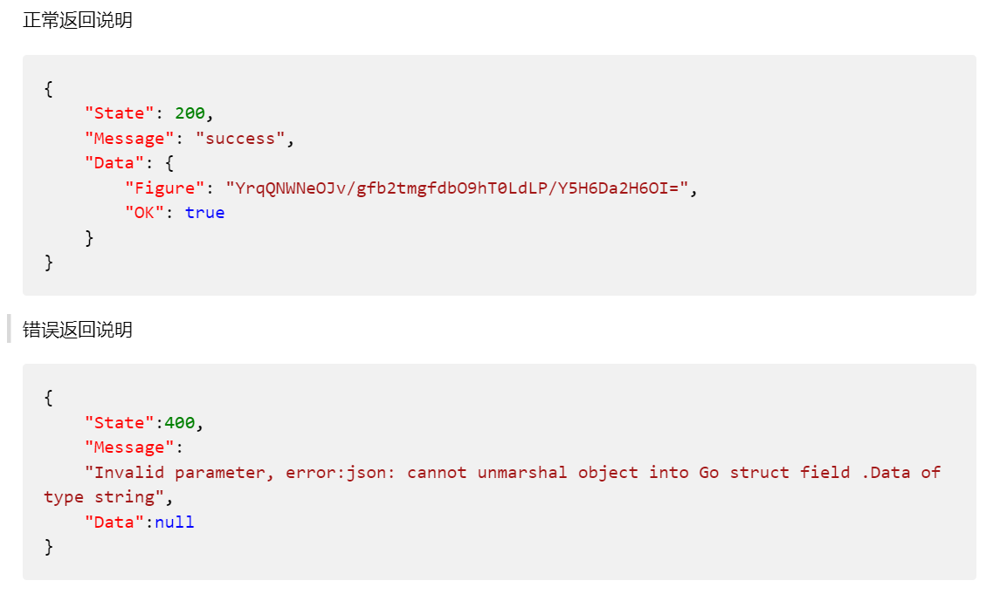 正常返回说明
{
"State": 200,
"Message": "success",
"Data": {
"Figure": "YrqQNWNeOJv/gfb2tmgfdbO9hT0LdLP/Y5H6Da2H6OI=",
"OK": true
}
}
错误返回说明
{
"State":400,
"Message":
"Invalid parameter, error:json: cannot unmarshal object into Go struct field .Data of
type string",
"Data":null
}